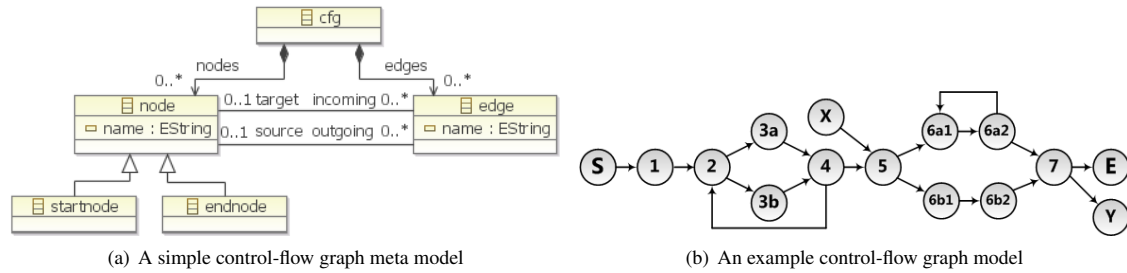 cfg
nodes edges
0..* 0..*
node 0..1 target incoming 0..* edge
name : EString 0..1 source outgoing 0..* name : EString
startnode endnode
(a) A simple control-flow graph meta model
X 6a1 6a2
3a
S 1 2 4 5 7 E
3b 6b1 6b2
Y
(b) An example control-flow graph model